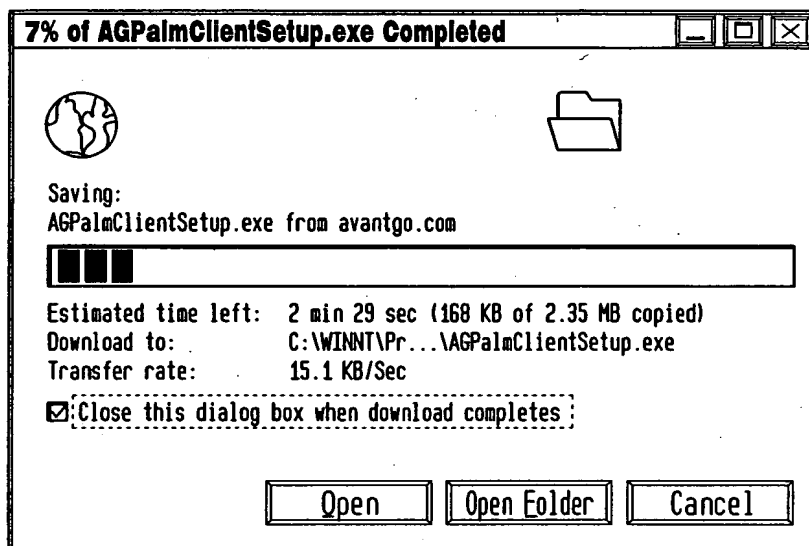 7% of AGPalmClientSetup.exe Completed
Saving:
AGPalmClientSetup.exe from avantgo.com
Estimated time left: 2 min 29 sec (168 KB of 2.35 MB copied)
Download to: C:\WINNT\Pr...\AGPalmClientSetup.exe
Transfer rate: 15.1 KB/Sec
Close this dialog box when download completes
Open Open Folder Cancel